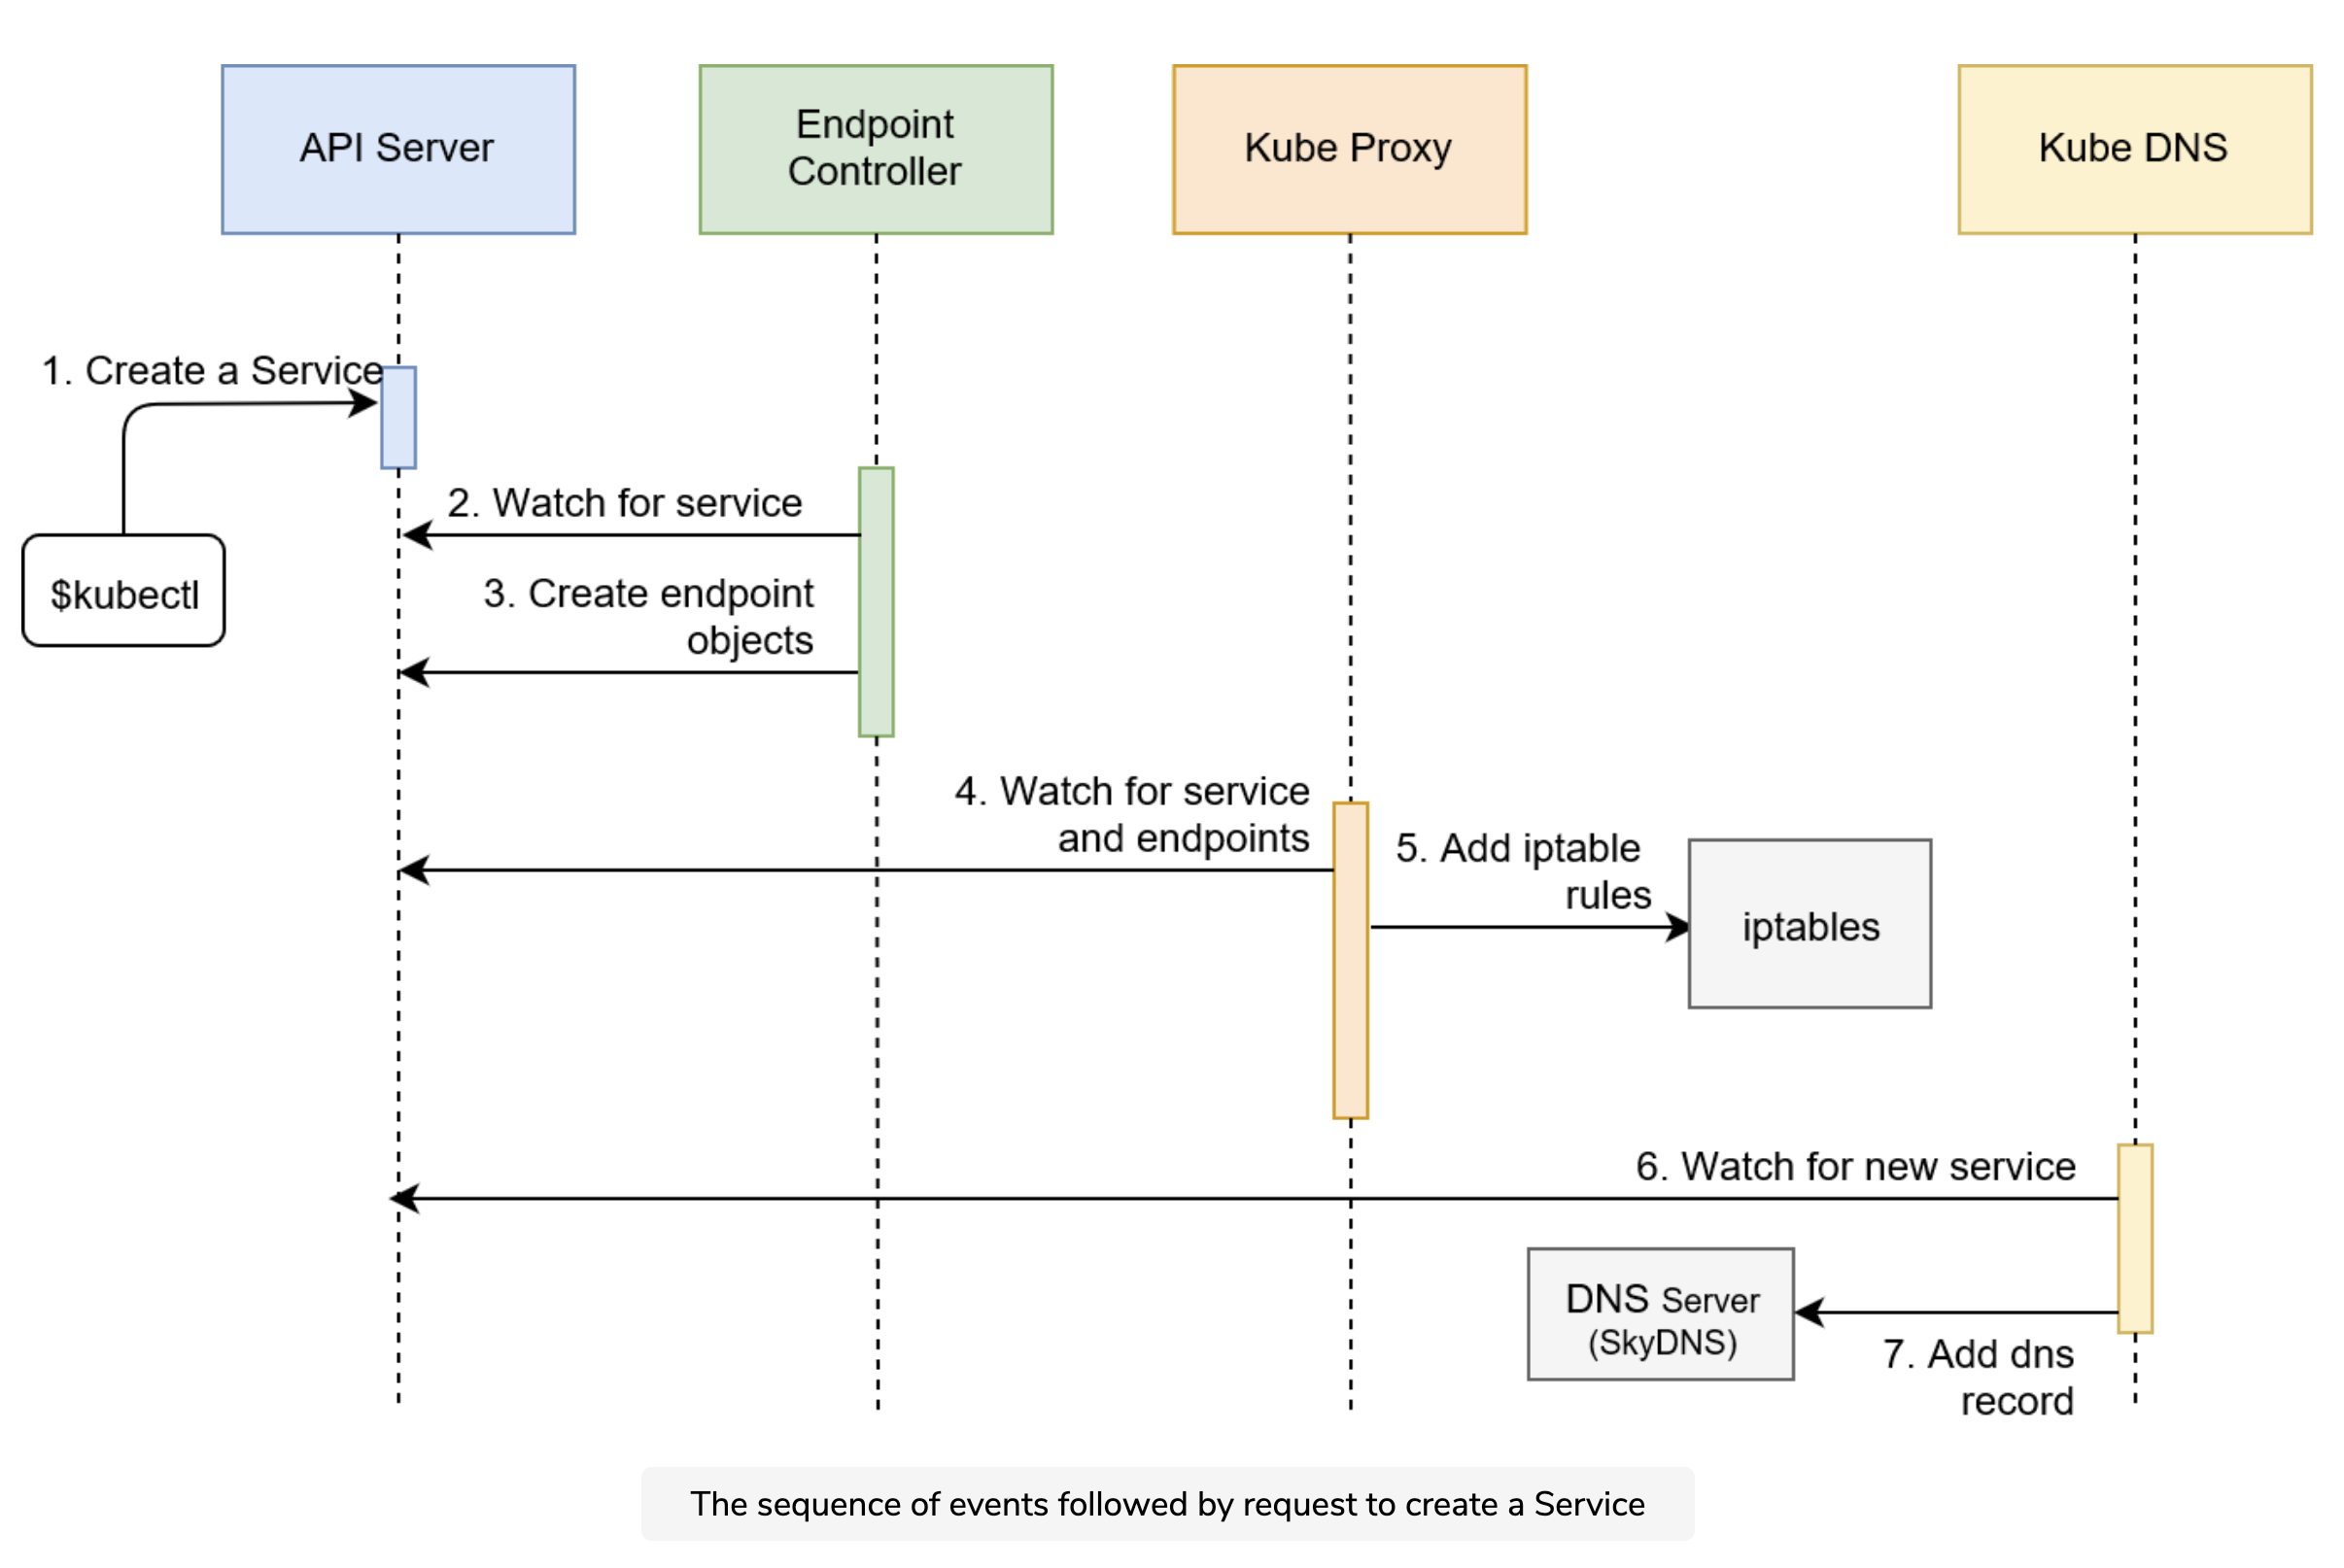 API Server
Endpoint
Controller
Kube Proxy
Kube DNS
1. Create a Service
$kubectl
2. Watch for service
3. Create endpoint
objects
4. Watch for service
and endpoints
5. Add iptable
rules
iptables
6. Watch for new service
DNS Server
(SkyDNS)
7. Add dns
record
The sequence of events followed by request to create a Service